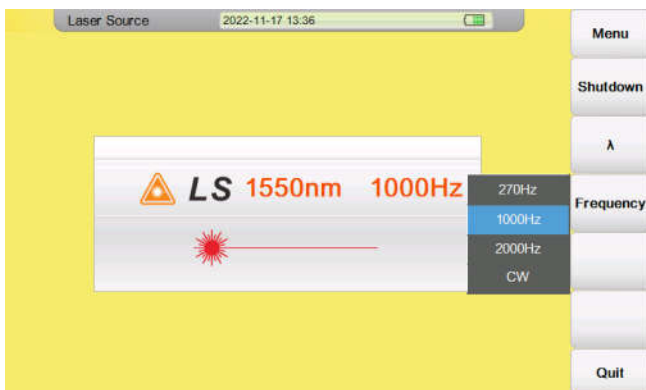 Laser Source 2022-11-17 13:36
Menu
Shutdown
λ
LS 1550nm 1000Hz
270Hz
1000Hz
2000Hz
CW
Frequency
Quit